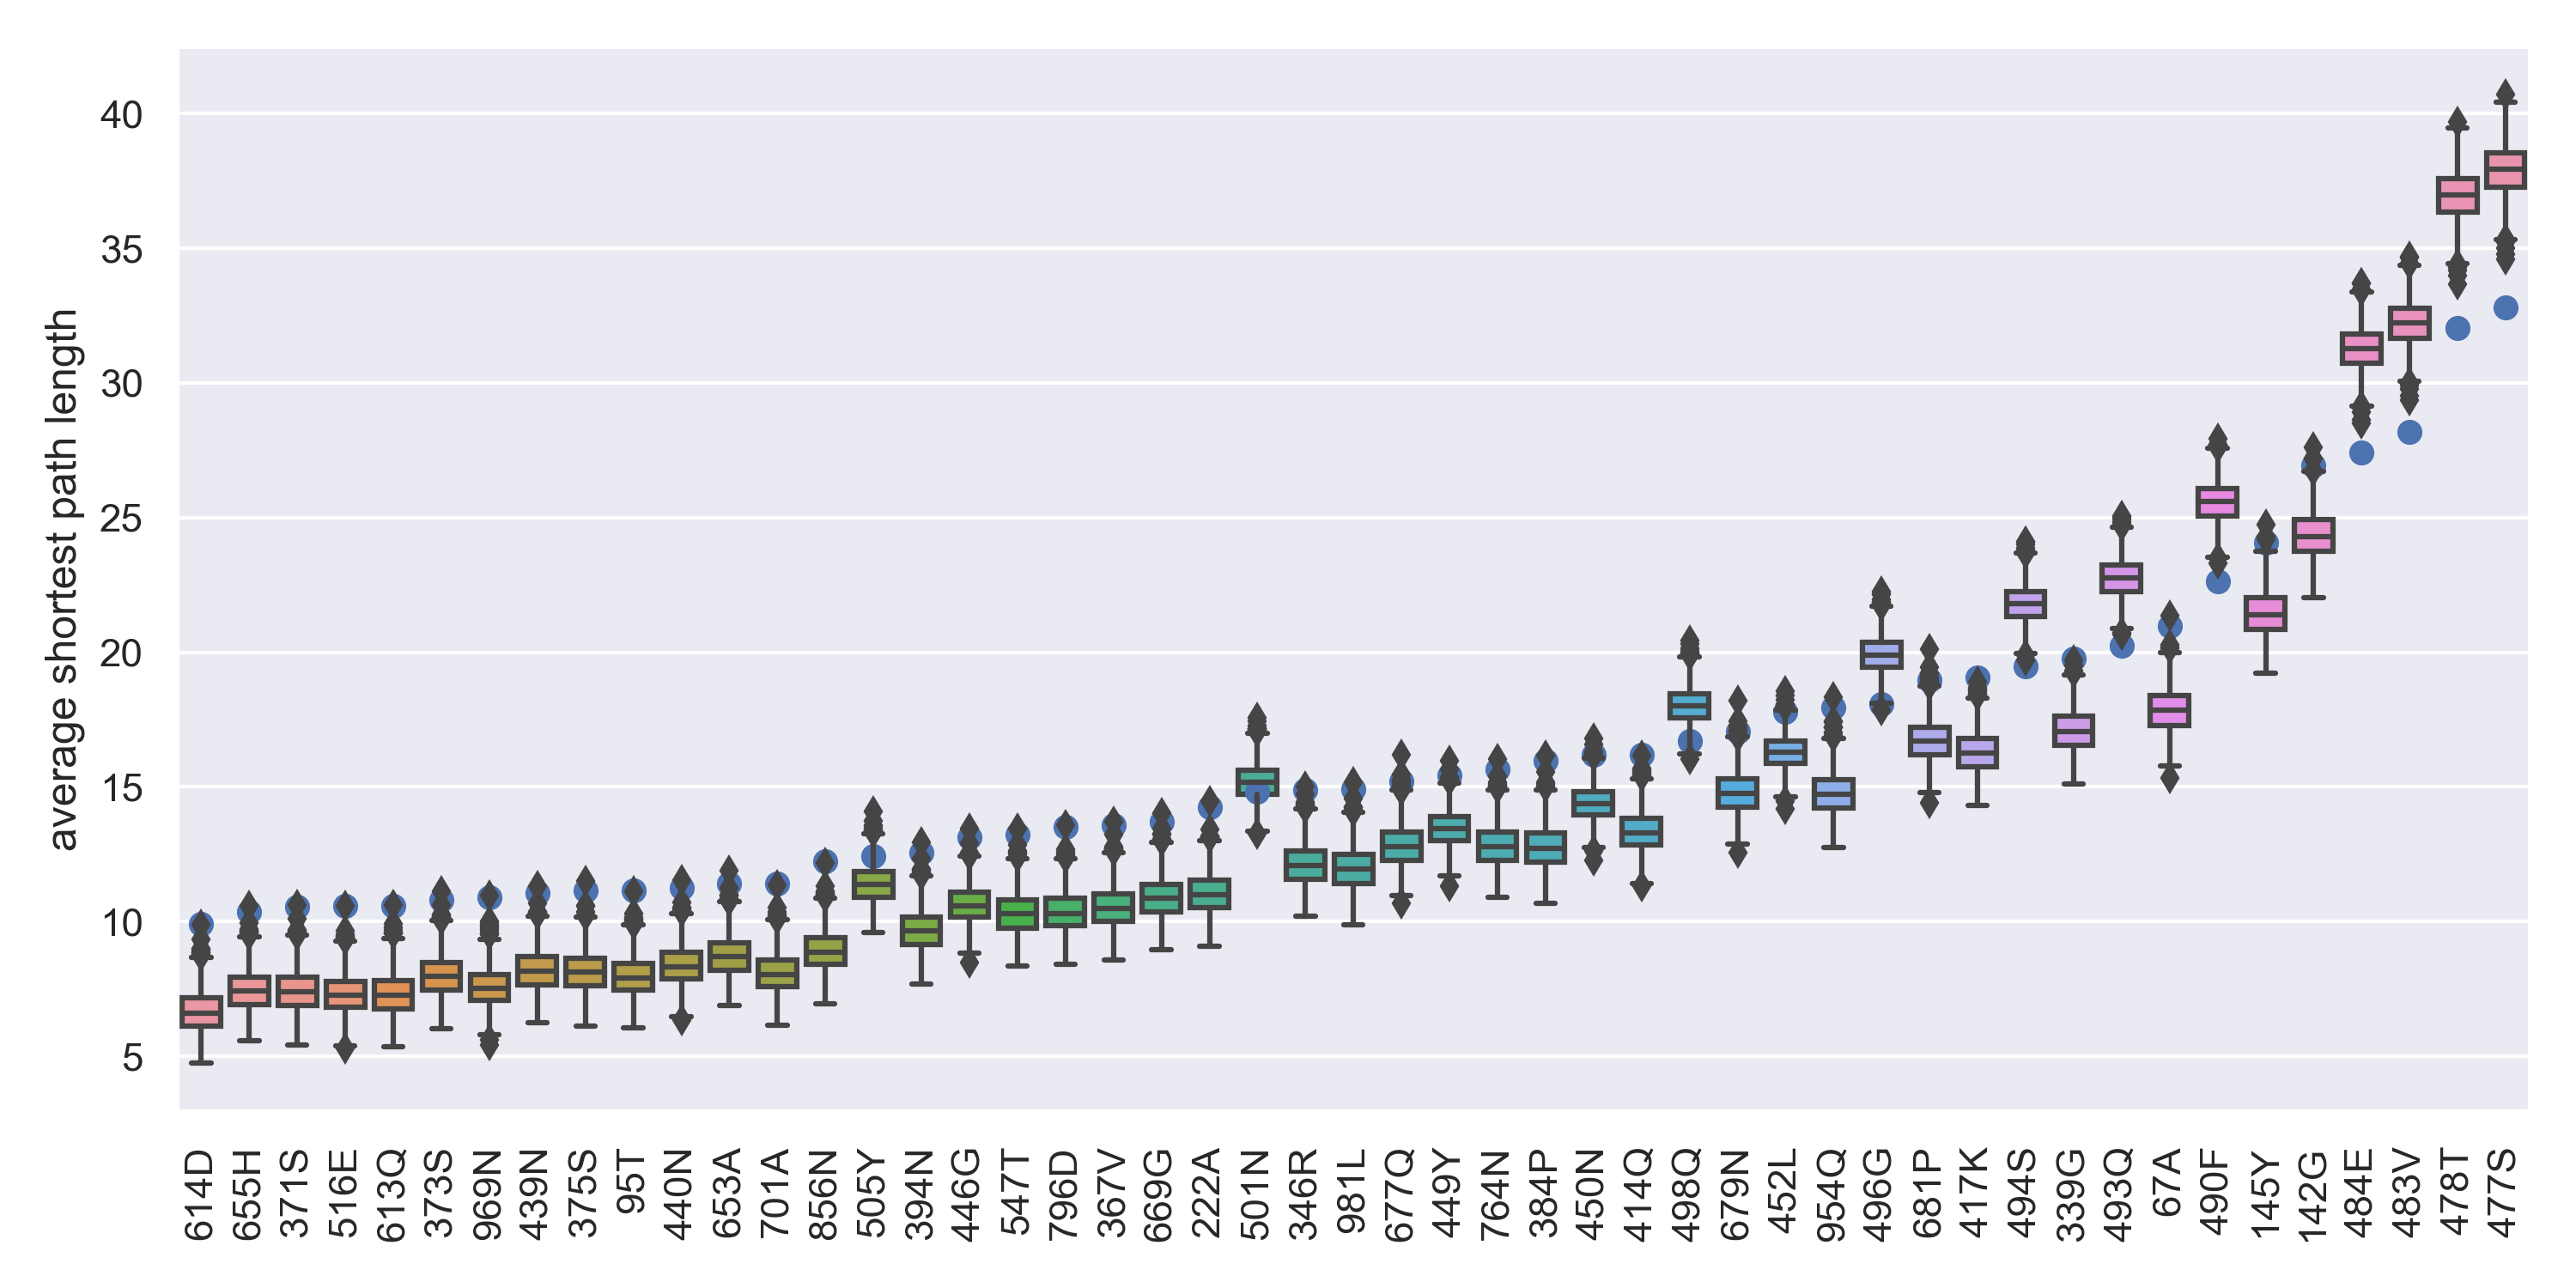 average shortest path length
40
35
30
25
20
15
10
5
614D
655H
371S
516E
613Q
373S
969N
439N
375S
95T
440N
653A
701A
856N
505Y
394N
446G
547T
796D
367V
669G
222A
501N
346R
981L
677Q
449Y
764N
384P
450N
414Q
498Q
679N
452L
954Q
496G
681P
417K
494S
339G
493Q
67A
490F
145Y
142G
484E
483V
478T
477S